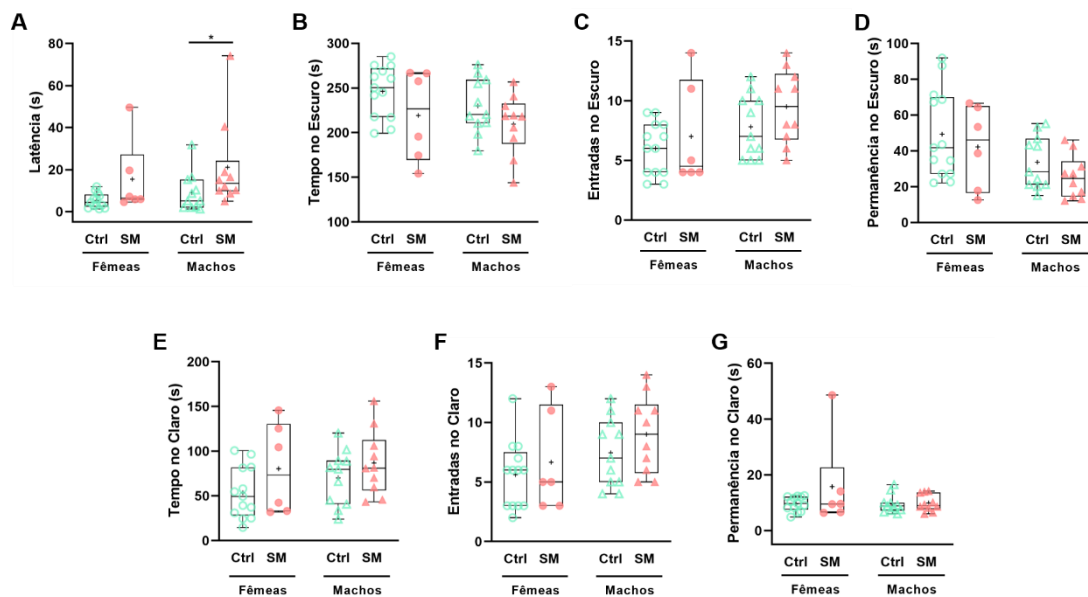 A
Latência (s)
80
60
40
20
0
*
Ctrl SM Ctrl SM
Fêmeas Machos
B
Tempo no Escuro (s)
300
250
200
150
100
Ctrl SM Ctrl SM
Fêmeas Machos
C
Entradas no Escuro
15
10
5
0
Ctrl SM Ctrl SM
Fêmeas Machos
D
Permanência no Escuro (s)
100
80
60
40
20
0
Ctrl SM Ctrl SM
Fêmeas Machos
E
Tempo no Claro (s)
200
150
100
50
0
Ctrl SM Ctrl SM
Fêmeas Machos
F
Entradas no Claro
15
10
5
0
Ctrl SM Ctrl SM
Fêmeas Machos
G
Permanência no Claro (s)
60
40
20
0
Ctrl SM Ctrl SM
Fêmeas Machos